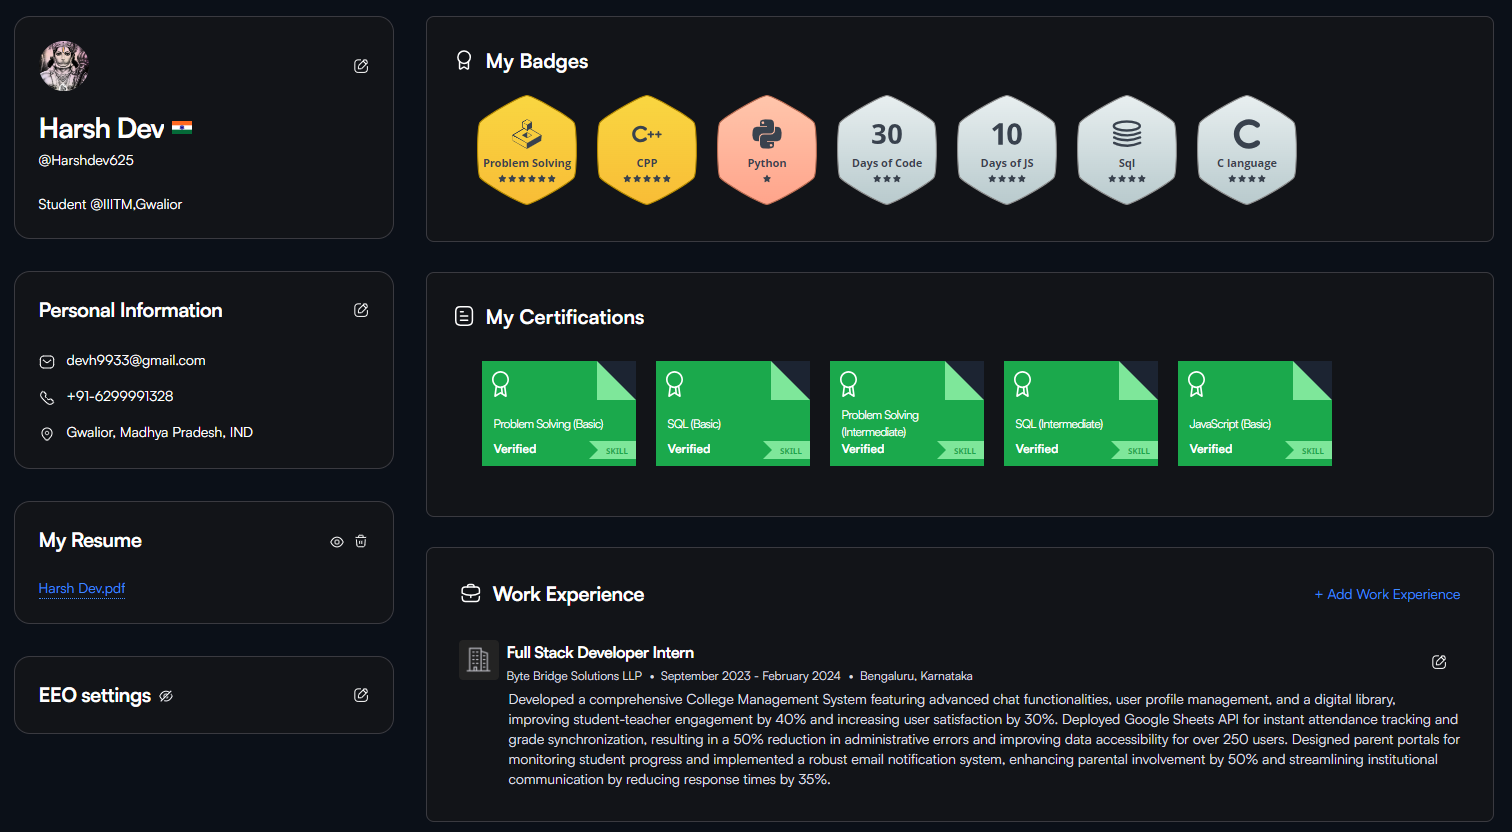 Harsh Dev
@Harshdev625
Student @IIITM,Gwalior
Personal Information
devh9933@gmail.com
+91-6299991328
Gwalior, Madhya Pradesh, IND
My Resume
Harsh Dev.pdf
EEO settings
My Badges
Problem Solving
C++
CPP
Python
30
Days of Code
10
Days of JS
Sql
C
C language
My Certifications
Problem Solving (Basic)
Verified
SKILL
SQL (Basic)
Verified
SKILL
Problem Solving
(Intermediate)
Verified
SKILL
SQL (Intermediate)
Verified
SKILL
JavaScript (Basic)
Verified
SKILL
Work Experience
+ Add Work Experience
Full Stack Developer Intern
Byte Bridge Solutions LLP • September 2023 - February 2024 • Bengaluru, Karnataka
Developed a comprehensive College Management System featuring advanced chat functionalities, user profile management, and a digital library,
improving student-teacher engagement by 40% and increasing user satisfaction by 30%. Deployed Google Sheets API for instant attendance tracking and
grade synchronization, resulting in a 50% reduction in administrative errors and improving data accessibility for over 250 users. Designed parent portals for
monitoring student progress and implemented a robust email notification system, enhancing parental involvement by 50% and streamlining institutional
communication by reducing response times by 35%.